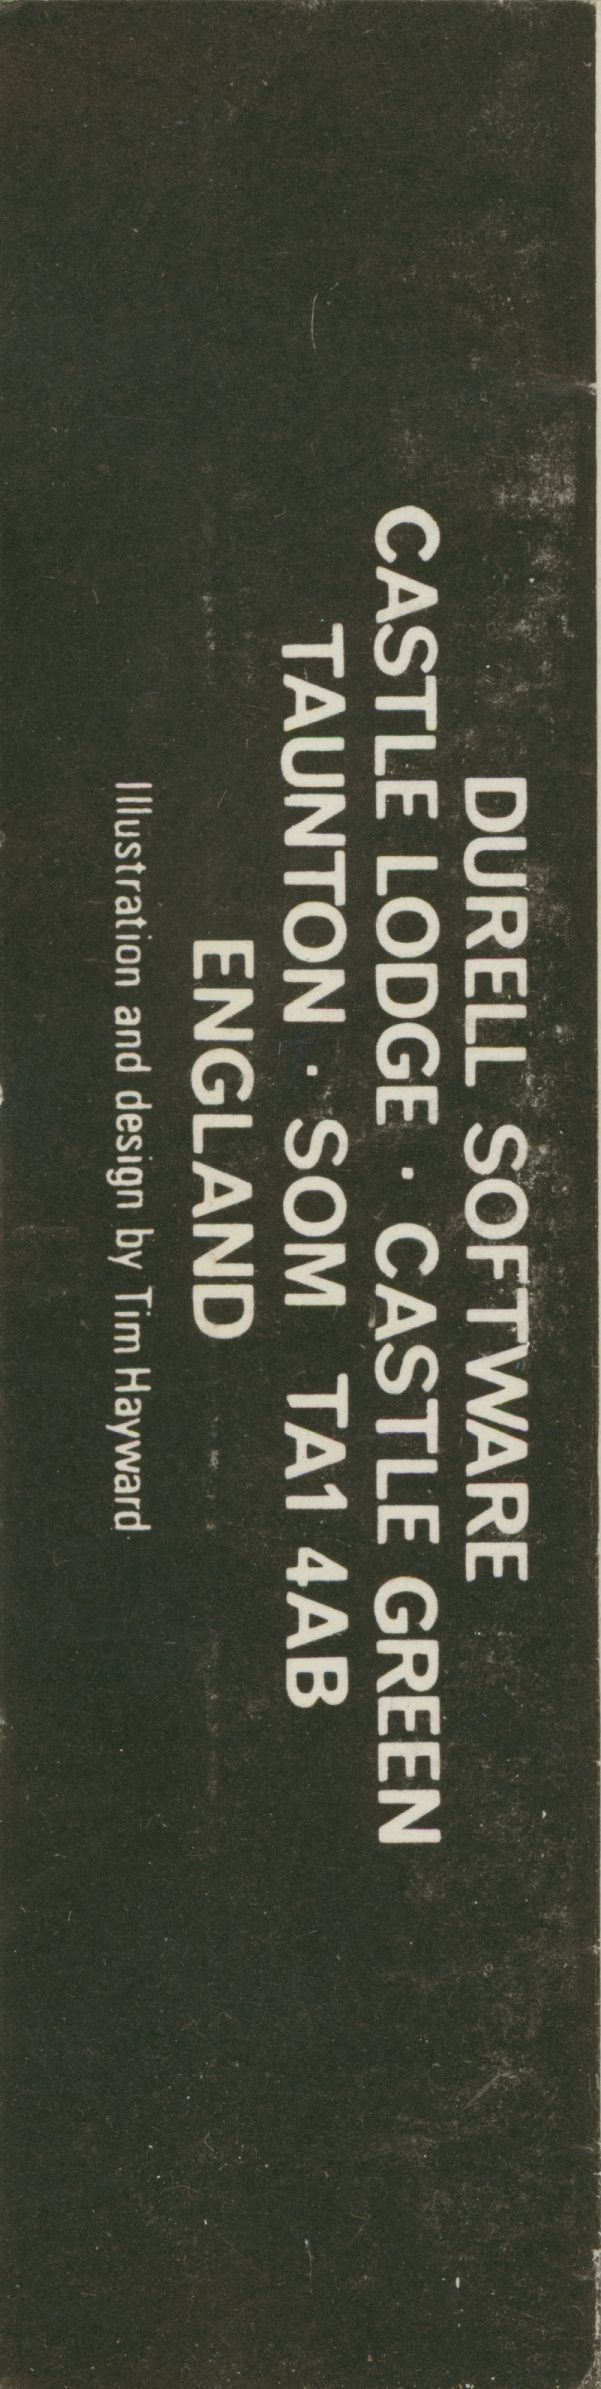 DURELL SOFTWARE
CASTLE LODGE · CASTLE GREEN
TAUNTON · SOM TA1 4AB
ENGLAND
Illustration and design by Tim Hayward